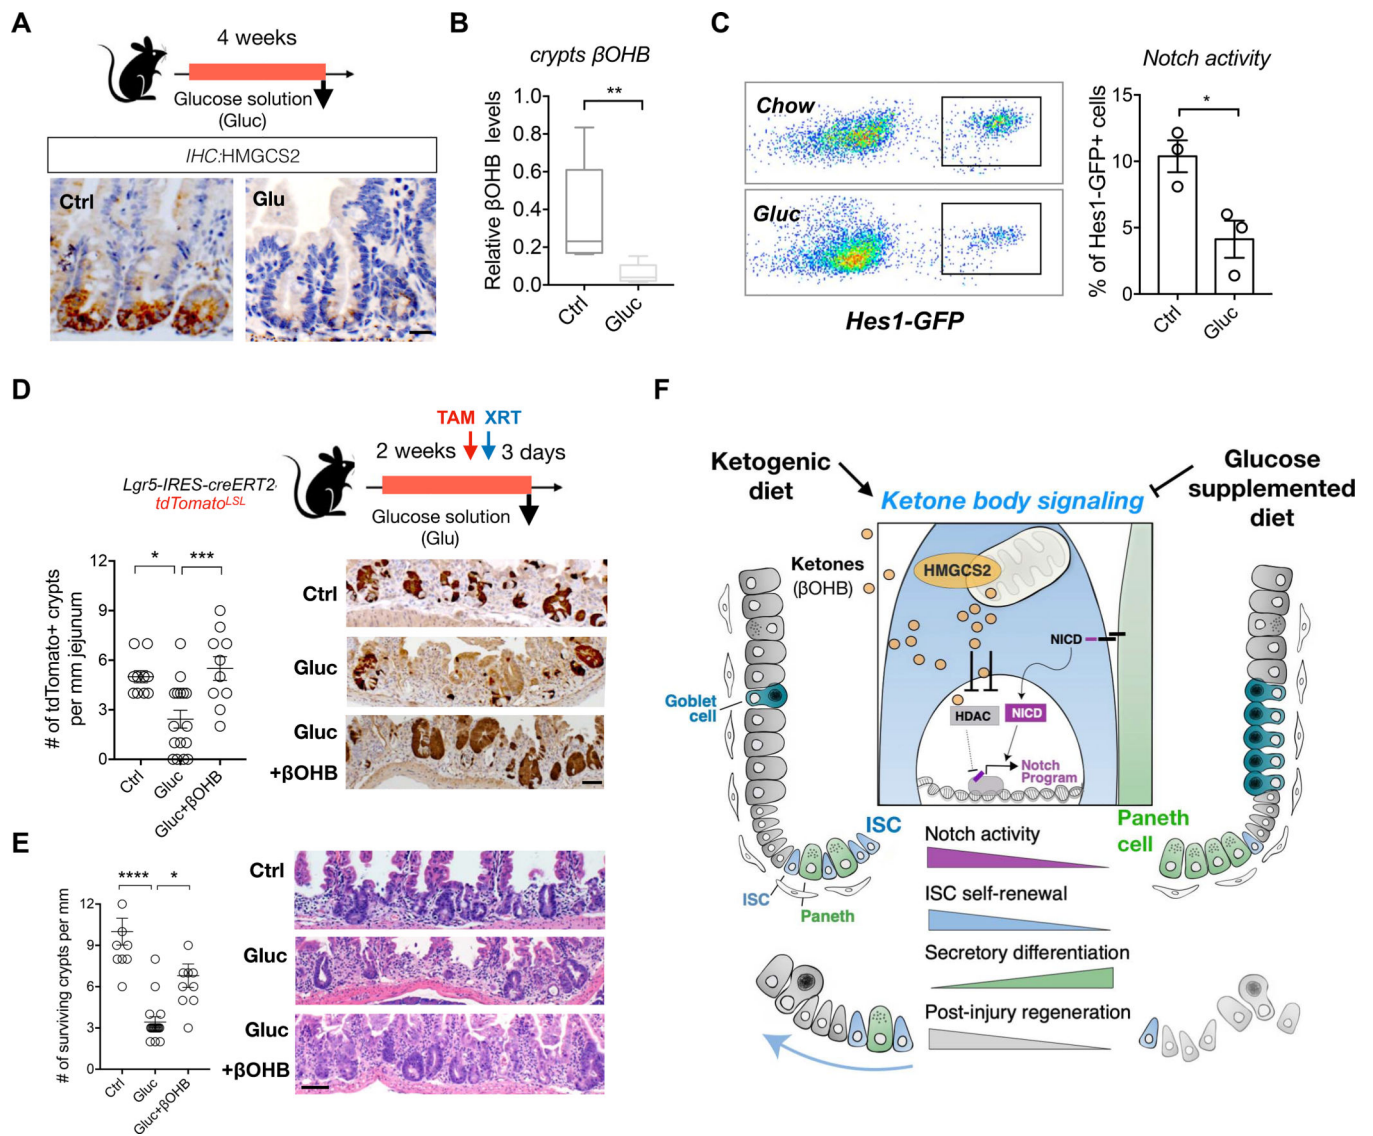 A
4 weeks
Glucose solution
(Gluc)
IHC:HMGCS2
Ctrl
Glu
B
crypts βOHB
**
Relative βOHB levels
1.0
0.8
0.6
0.4
0.2
0.0
Ctrl
Gluc
C
Chow
Gluc
Hes1-GFP
Notch activity
*
% of Hes1-GFP+ cells
15
10
5
0
Ctrl
Gluc
D
TAM XRT
2 weeks 3 days
Lgr5-IRES-creERT2
tdTomatoLSL
Glucose solution
(Glu)
# of tdTomato+ crypts
per mm jejunum
12
9
6
3
0
* ***
Ctrl
Gluc
Gluc+βOHB
Ctrl
Gluc
Gluc
+βOHB
E
# of surviving crypts per mm
12
9
6
3
0
**** *
Ctrl
Gluc
Gluc+βOHB
Ctrl
Gluc
Gluc
+βOHB
F
Ketogenic
diet
Glucose
supplemented
diet
Ketone body signaling
Ketones
(βOHB)
HMGCS2
NICD
HDAC
NICD
Notch
Program
Goblet
cell
ISC
Paneth
cell
ISC
Paneth
Notch activity
ISC self-renewal
Secretory differentiation
Post-injury regeneration